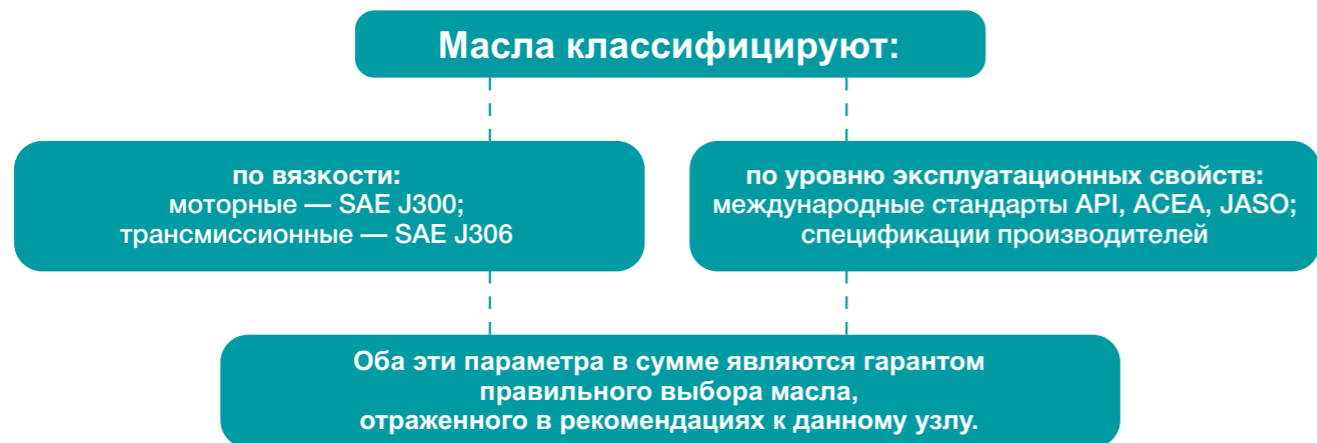 Масла классифицируют:
по вязкости:
моторные — SAE J300;
трансмиссионные — SAE J306
по уровню эксплуатационных свойств:
международные стандарты API, ACEA, JASO;
спецификации производителей
Оба эти параметра в сумме являются гарантом
правильного выбора масла,
отраженного в рекомендациях к данному узлу.